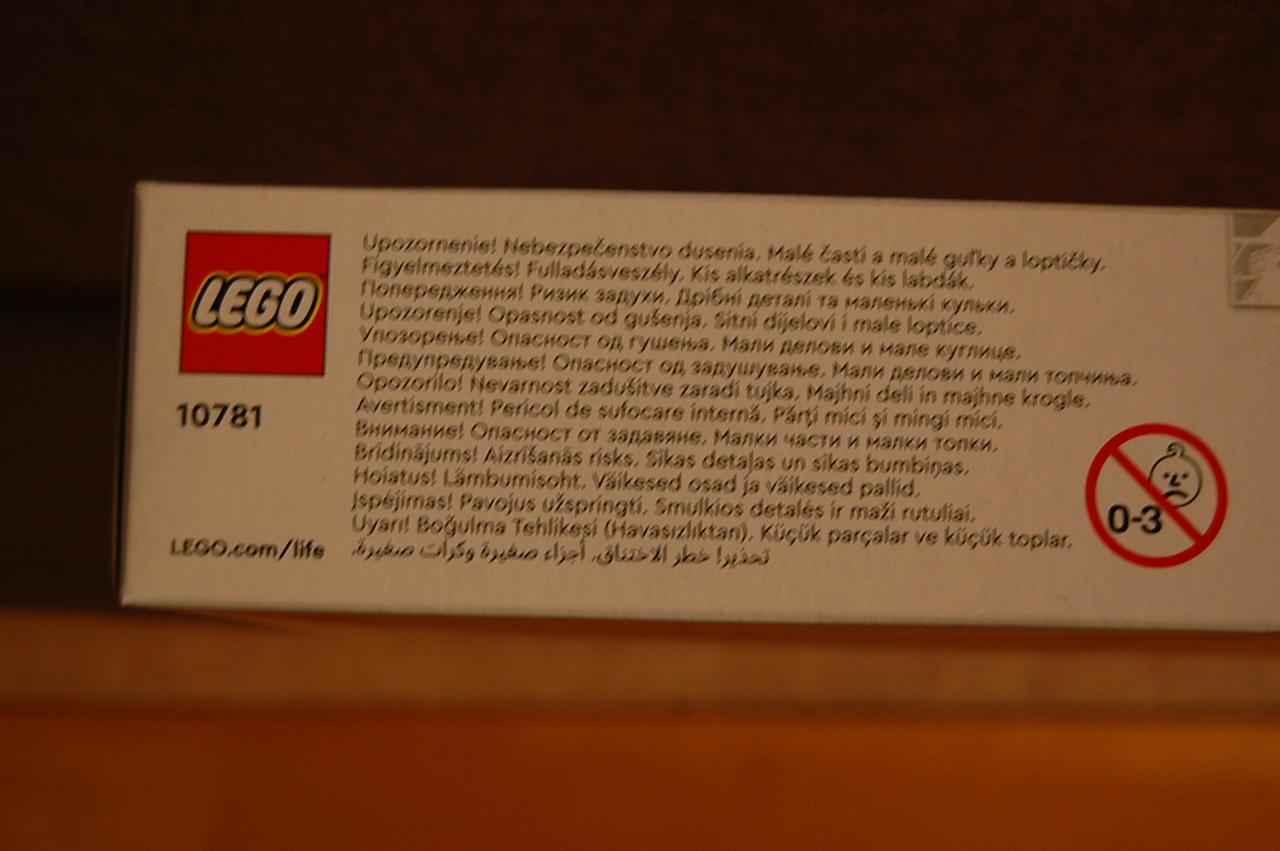 LEGO
10781
LEGO.com/life
Upozornenie! Nebezpečenstvo dusenia. Malé časti a malé guľky a loptičky.
Figyelmeztetés! Fulladásveszély. Kis alkatrészek és kis labdák.
Попередження! Ризик задухи. Дрібні деталі та маленькі кульки.
Upozorenje! Opasnost od gušenja. Sitni dijelovi i male loptice.
Упозорење! Опасност од гушења. Мали делови и мале куглице.
Предупредување! Опасност од задушување. Мали делови и мали топчиња.
Opozorilo! Nevarnost zadušitve zaradi tujka. Majhni deli in majhne krogle.
Avertisment! Pericol de sufocare internă. Părți mici și mingi mici.
Внимание! Опасност от задавяне. Малки части и малки топки.
Brīdinājums! Aizrīšanās risks. Sīkas detaļas un sīkas bumbiņas.
Hoiatus! Lämbumisoht. Väikesed osad ja väikesed pallid.
Įspėjimas! Pavojus užspringti. Smulkios detalės ir maži rutuliai.
Uyarı! Boğulma Tehlikesi (Havasızlıktan). Küçük parçalar ve küçük toplar.
تحذير! خطر الاختناق. أجزاء صغيرة وكرات صغيرة.
0-3